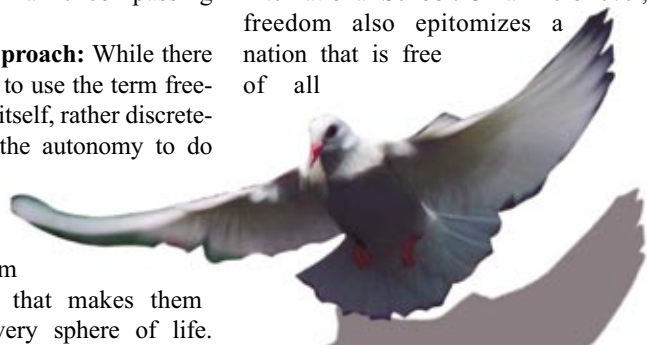 compassing
proach: While there
to use the term free-
itself, rather discrete-
the autonomy to do
m
that makes them
very sphere of life.
freedom also epitomizes a
nation that is free
of all